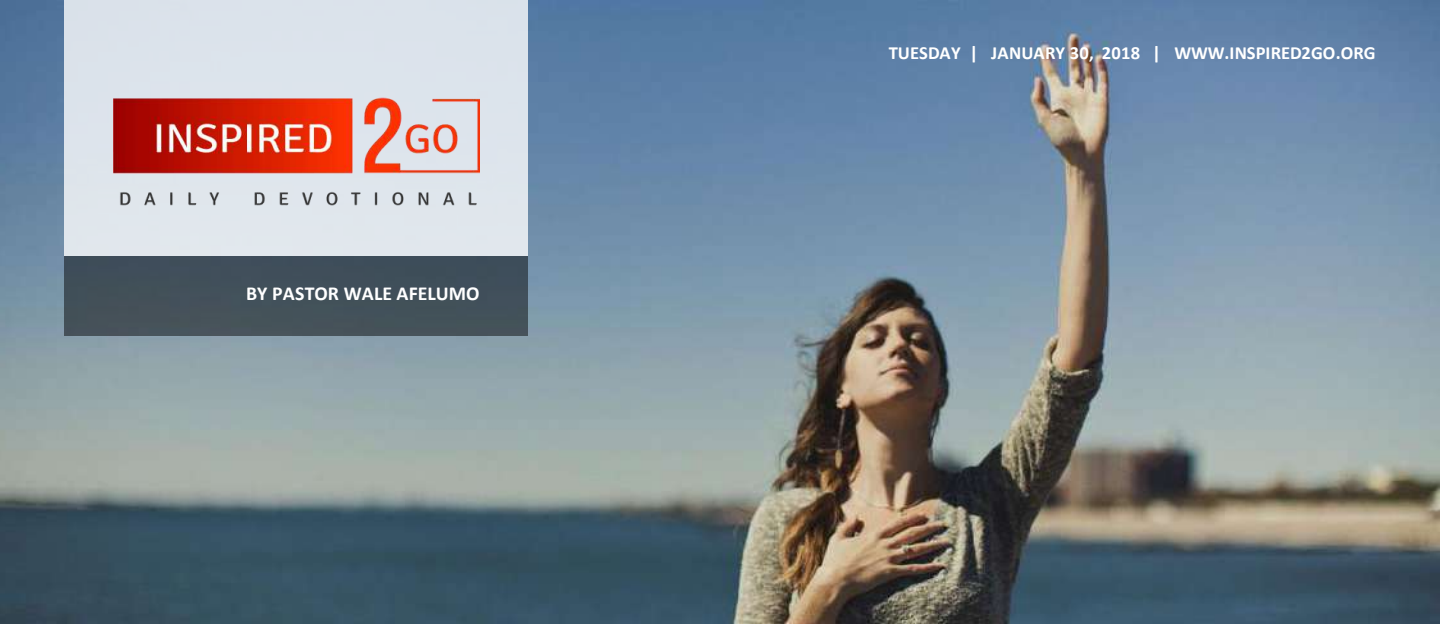 TUESDAY | JANUARY 30, 2018 | WWW.INSPIRED2GO.ORG
INSPIRED 2GO
DAILY DEVOTIONAL
BY PASTOR WALE AFELUMO